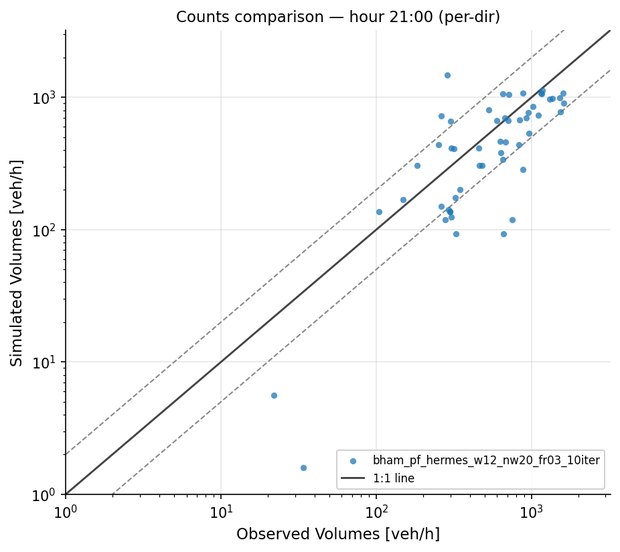 Counts comparison — hour 21:00 (per-dir)
Simulated Volumes [veh/h]
10³
10²
10¹
10⁰
10⁰ 10¹ 10² 10³
Observed Volumes [veh/h]
bham_pf_hermes_w12_nw20_fr03_10iter
1:1 line